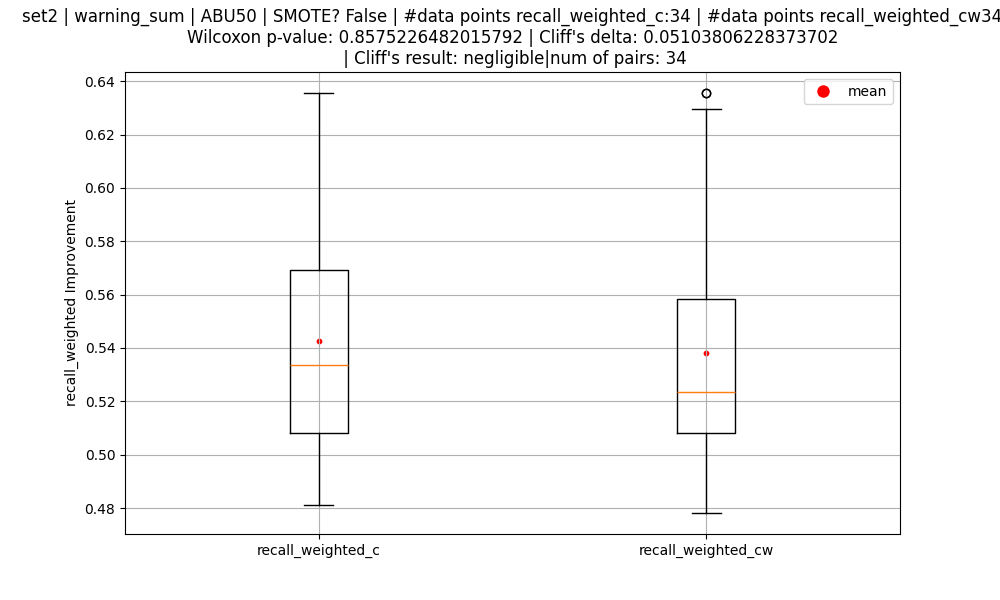 set2 | warning_sum | ABU50 | SMOTE? False | #data points recall_weighted_c:34 | #data points recall_weighted_cw34
Wilcoxon p-value: 0.8575226482015792 | Cliff's delta: 0.05103806228373702
| Cliff's result: negligible|num of pairs: 34
mean
0.64
0.62
0.60
0.58
0.56
0.54
0.52
0.50
0.48
recall_weighted Improvement
recall_weighted_c
recall_weighted_cw